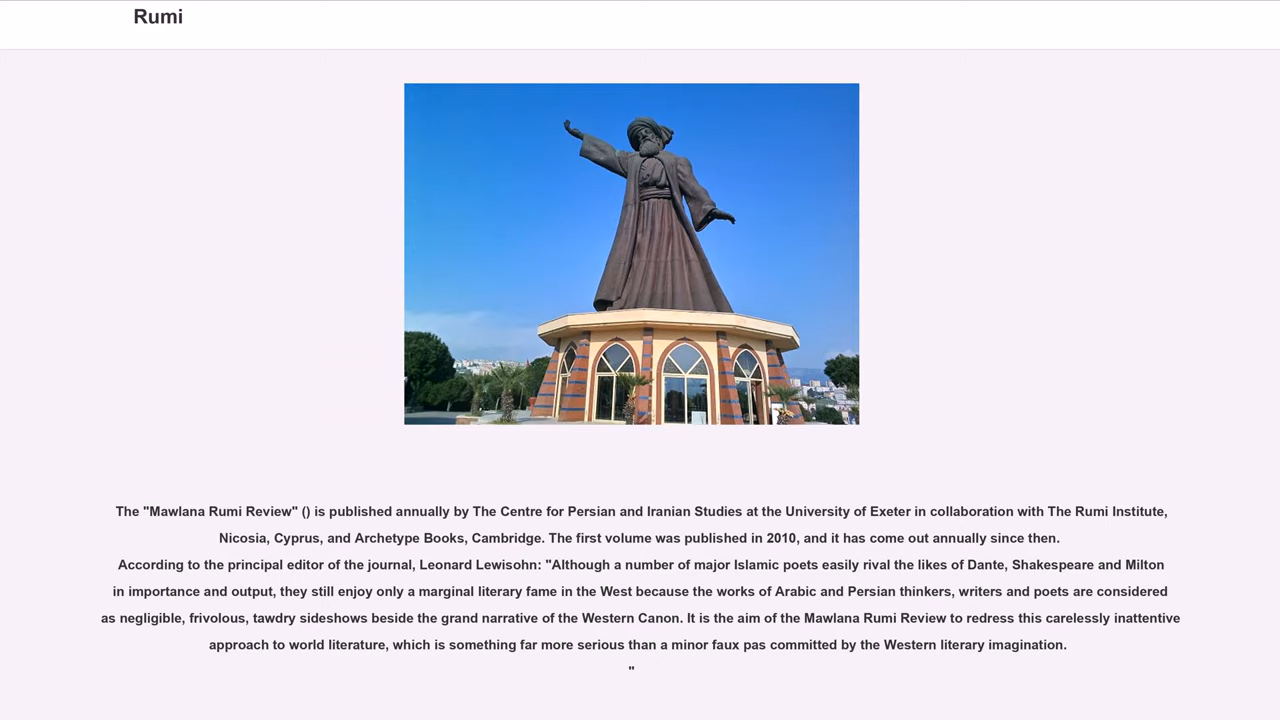 Rumi
The "Mawlana Rumi Review" () is published annually by The Centre for Persian and Iranian Studies at the University of Exeter in collaboration with The Rumi Institute,
Nicosia, Cyprus, and Archetype Books, Cambridge. The first volume was published in 2010, and it has come out annually since then.
According to the principal editor of the journal, Leonard Lewisohn: "Although a number of major Islamic poets easily rival the likes of Dante, Shakespeare and Milton
in importance and output, they still enjoy only a marginal literary fame in the West because the works of Arabic and Persian thinkers, writers and poets are considered
as negligible, frivolous, tawdry sideshows beside the grand narrative of the Western Canon. It is the aim of the Mawlana Rumi Review to redress this carelessly inattentive
approach to world literature, which is something far more serious than a minor faux pas committed by the Western literary imagination.
"